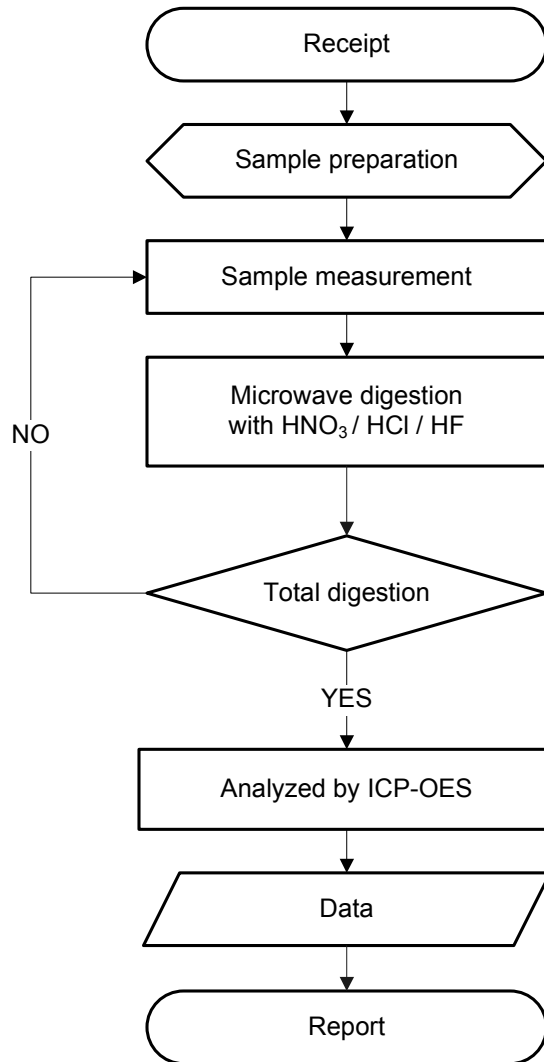 Receipt
Sample preparation
Sample measurement
Microwave digestion
with HNO₃ / HCl / HF
NO
Total digestion
YES
Analyzed by ICP-OES
Data
Report